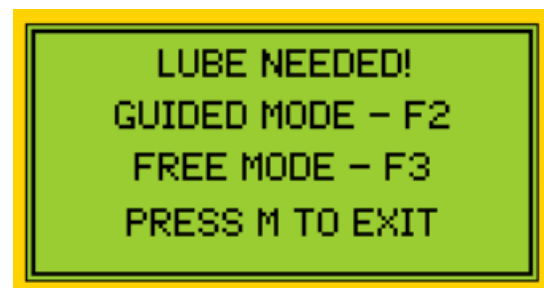 LUBE NEEDED!
GUIDED MODE – F2
FREE MODE – F3
PRESS M TO EXIT